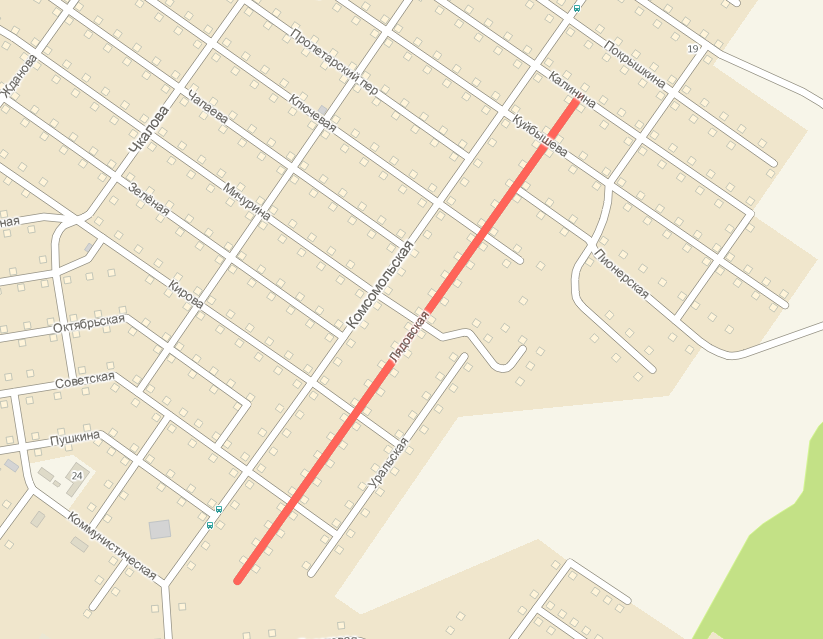 19
Покрышкина
Калинина
Куйбышева
Пролетарский пер
Жданова
Чкалова
Чапаева
Ключевая
Зелёная
Мичурина
ная
Пионерская
Комсомольская
Кирова
Лядовская
Октябрьская
Советская
Пушкина
Уральская
24
Коммунистическая